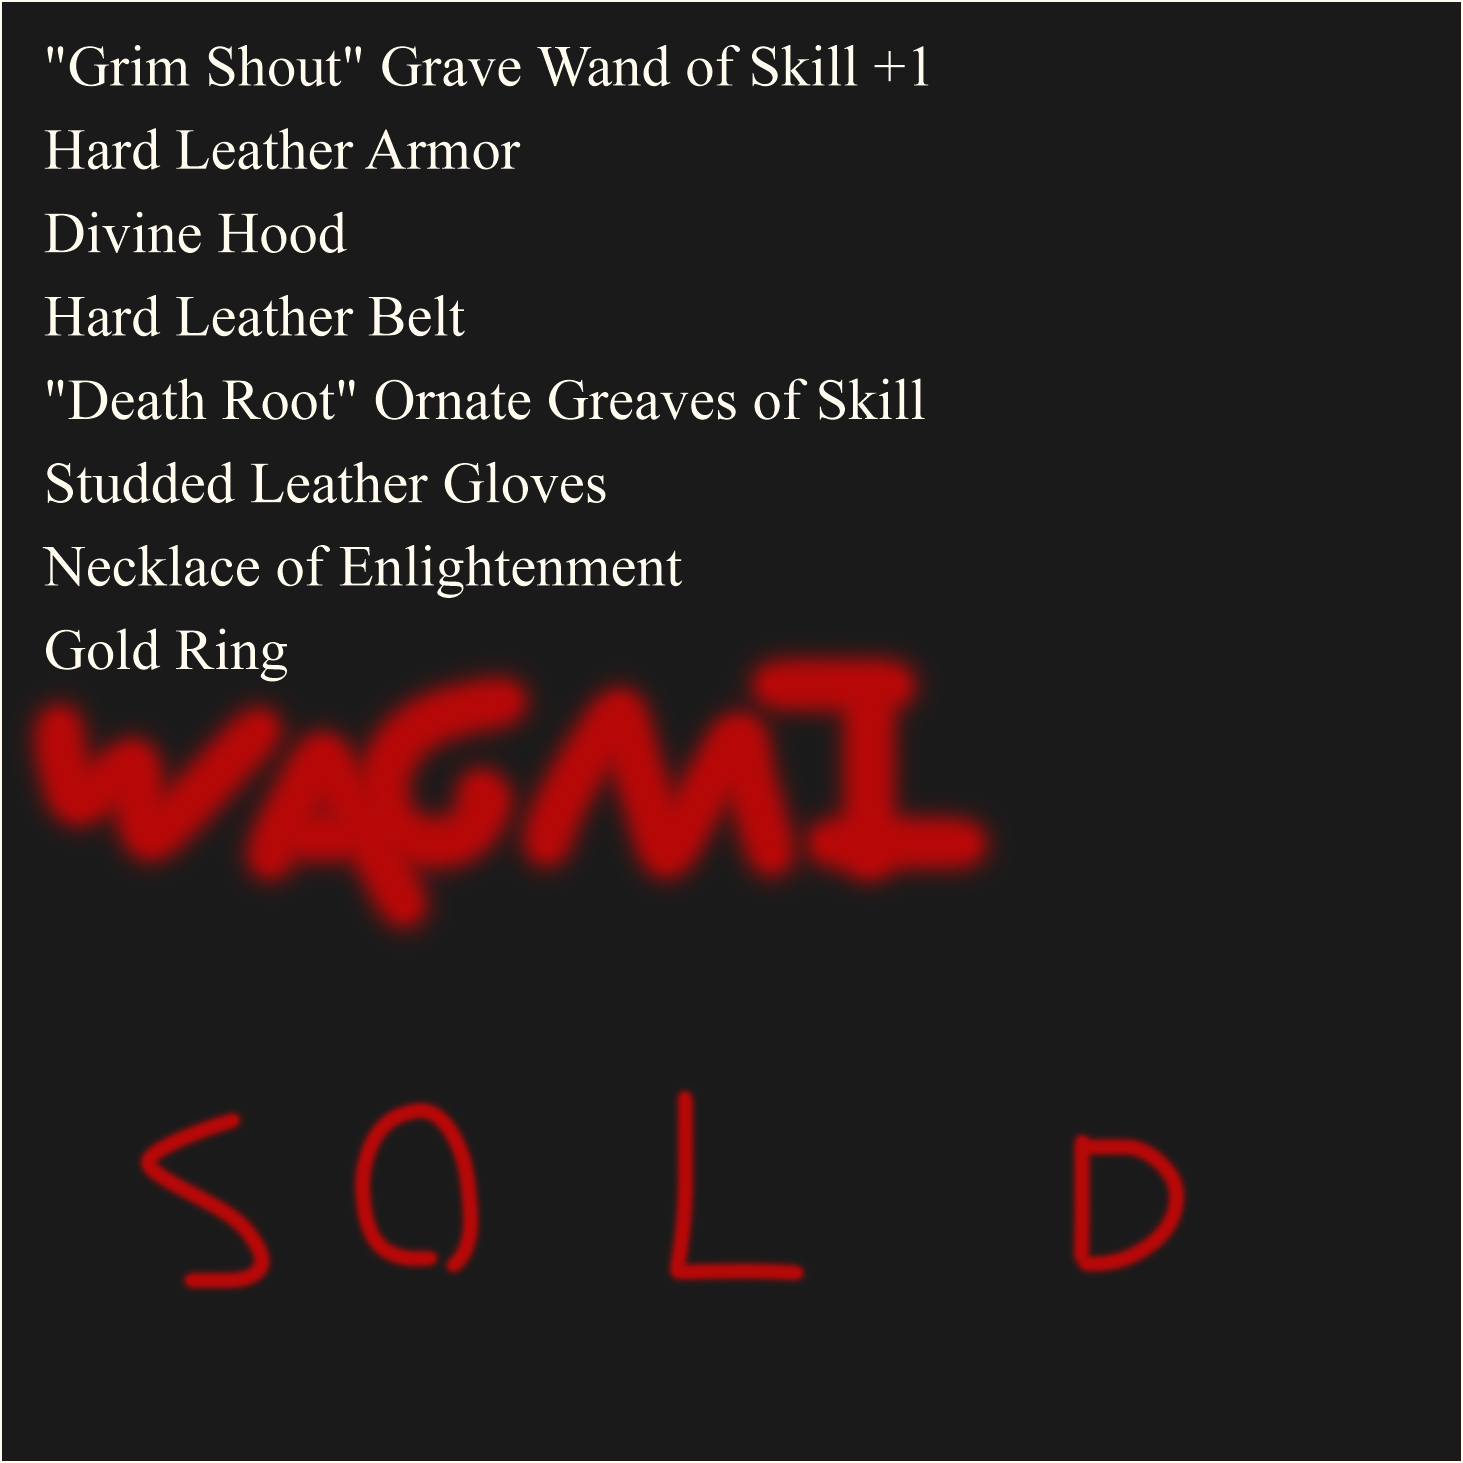 "Grim Shout" Grave Wand of Skill +1
Hard Leather Armor
Divine Hood
Hard Leather Belt
"Death Root" Ornate Greaves of Skill
Studded Leather Gloves
Necklace of Enlightenment
Gold Ring
WAGMI
SOLD